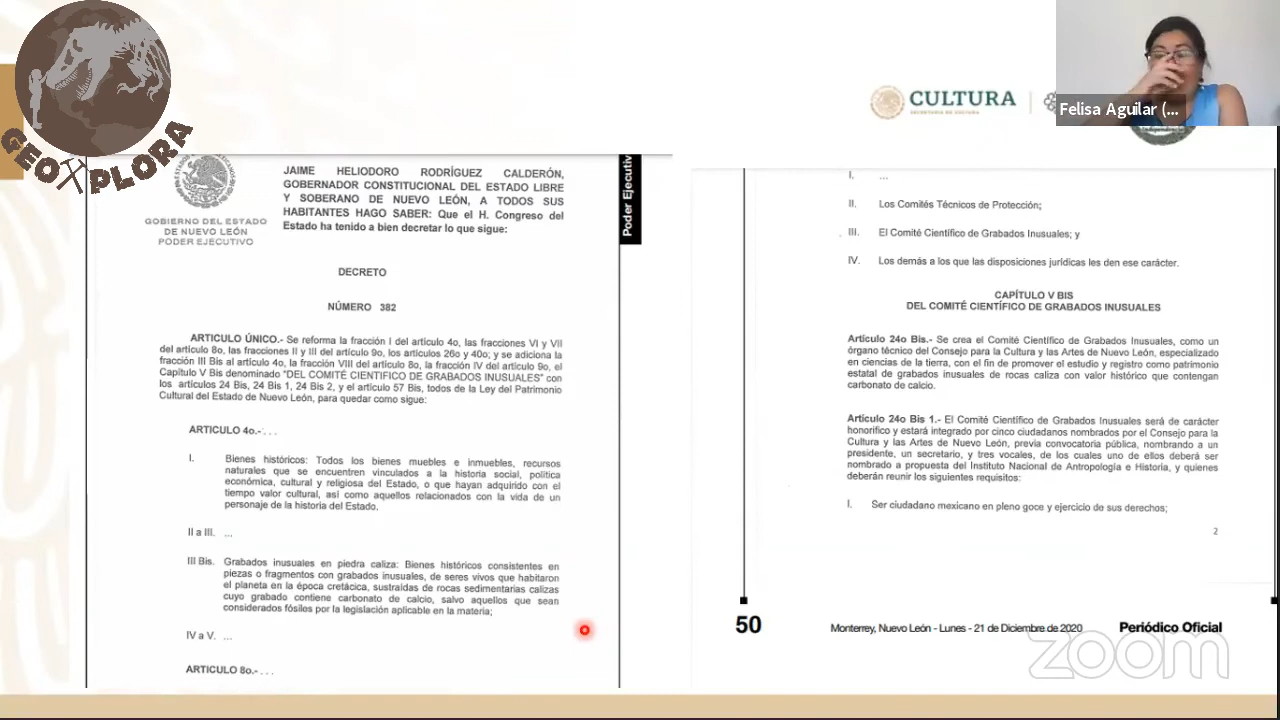 GEOXPLORA
CULTURA
SECRETARÍA DE CULTURA
Felisa Aguilar (...
GOBIERNO DEL ESTADO
DE NUEVO LEÓN
PODER EJECUTIVO
JAIME HELIODORO RODRÍGUEZ CALDERÓN,
GOBERNADOR CONSTITUCIONAL DEL ESTADO LIBRE
Y SOBERANO DE NUEVO LEÓN, A TODOS SUS
HABITANTES HAGO SABER: Que el H. Congreso del
Estado ha tenido a bien decretar lo que sigue:
Poder Ejecutiv
DECRETO
NÚMERO 382
ARTICULO ÚNICO.- Se reforma la fracción I del artículo 4o, las fracciones VI y VII
del artículo 8o, las fracciones II y III del artículo 9o, los artículos 26o y 40o; y se adiciona la
fracción III Bis al artículo 4o, la fracción VIII del artículo 8o, la fracción IV del artículo 9o, el
Capítulo V Bis denominado "DEL COMITÉ CIENTIFICO DE GRABADOS INUSUALES" con
los artículos 24 Bis, 24 Bis 1, 24 Bis 2, y el artículo 57 Bis, todos de la Ley del Patrimonio
Cultural del Estado de Nuevo León, para quedar como sigue:
ARTICULO 4o.- . . .
I. Bienes históricos: Todos los bienes muebles e inmuebles, recursos
naturales que se encuentren vinculados a la historia social, política
económica, cultural y religiosa del Estado, o que hayan adquirido con el
tiempo valor cultural, así como aquellos relacionados con la vida de un
personaje de la historia del Estado.
II a III. ...
III Bis. Grabados inusuales en piedra caliza: Bienes históricos consistentes en
piezas o fragmentos con grabados inusuales, de seres vivos que habitaron
el planeta en la época cretácica, sustraídas de rocas sedimentarias calizas
cuyo grabado contiene carbonato de calcio, salvo aquellos que sean
considerados fósiles por la legislación aplicable en la materia;
IV a V. ...
ARTICULO 8o.- . . .
I. ...
II. Los Comités Técnicos de Protección;
III. El Comité Científico de Grabados Inusuales; y
IV. Los demás a los que las disposiciones jurídicas les den ese carácter.
CAPÍTULO V BIS
DEL COMITÉ CIENTÍFICO DE GRABADOS INUSUALES
Artículo 24o Bis.- Se crea el Comité Científico de Grabados Inusuales, como un
órgano técnico del Consejo para la Cultura y las Artes de Nuevo León, especializado
en ciencias de la tierra, con el fin de promover el estudio y registro como patrimonio
estatal de grabados inusuales de rocas caliza con valor histórico que contengan
carbonato de calcio.
Artículo 24o Bis 1.- El Comité Científico de Grabados Inusuales será de carácter
honorifico y estará integrado por cinco ciudadanos nombrados por el Consejo para la
Cultura y las Artes de Nuevo León, previa convocatoria pública, nombrando a un
presidente, un secretario, y tres vocales, de los cuales uno de ellos deberá ser
nombrado a propuesta del Instituto Nacional de Antropología e Historia, y quienes
deberán reunir los siguientes requisitos:
I. Ser ciudadano mexicano en pleno goce y ejercicio de sus derechos;
2
50
Monterrey, Nuevo León - Lunes - 21 de Diciembre de 2020
Periódico Oficial
zoom